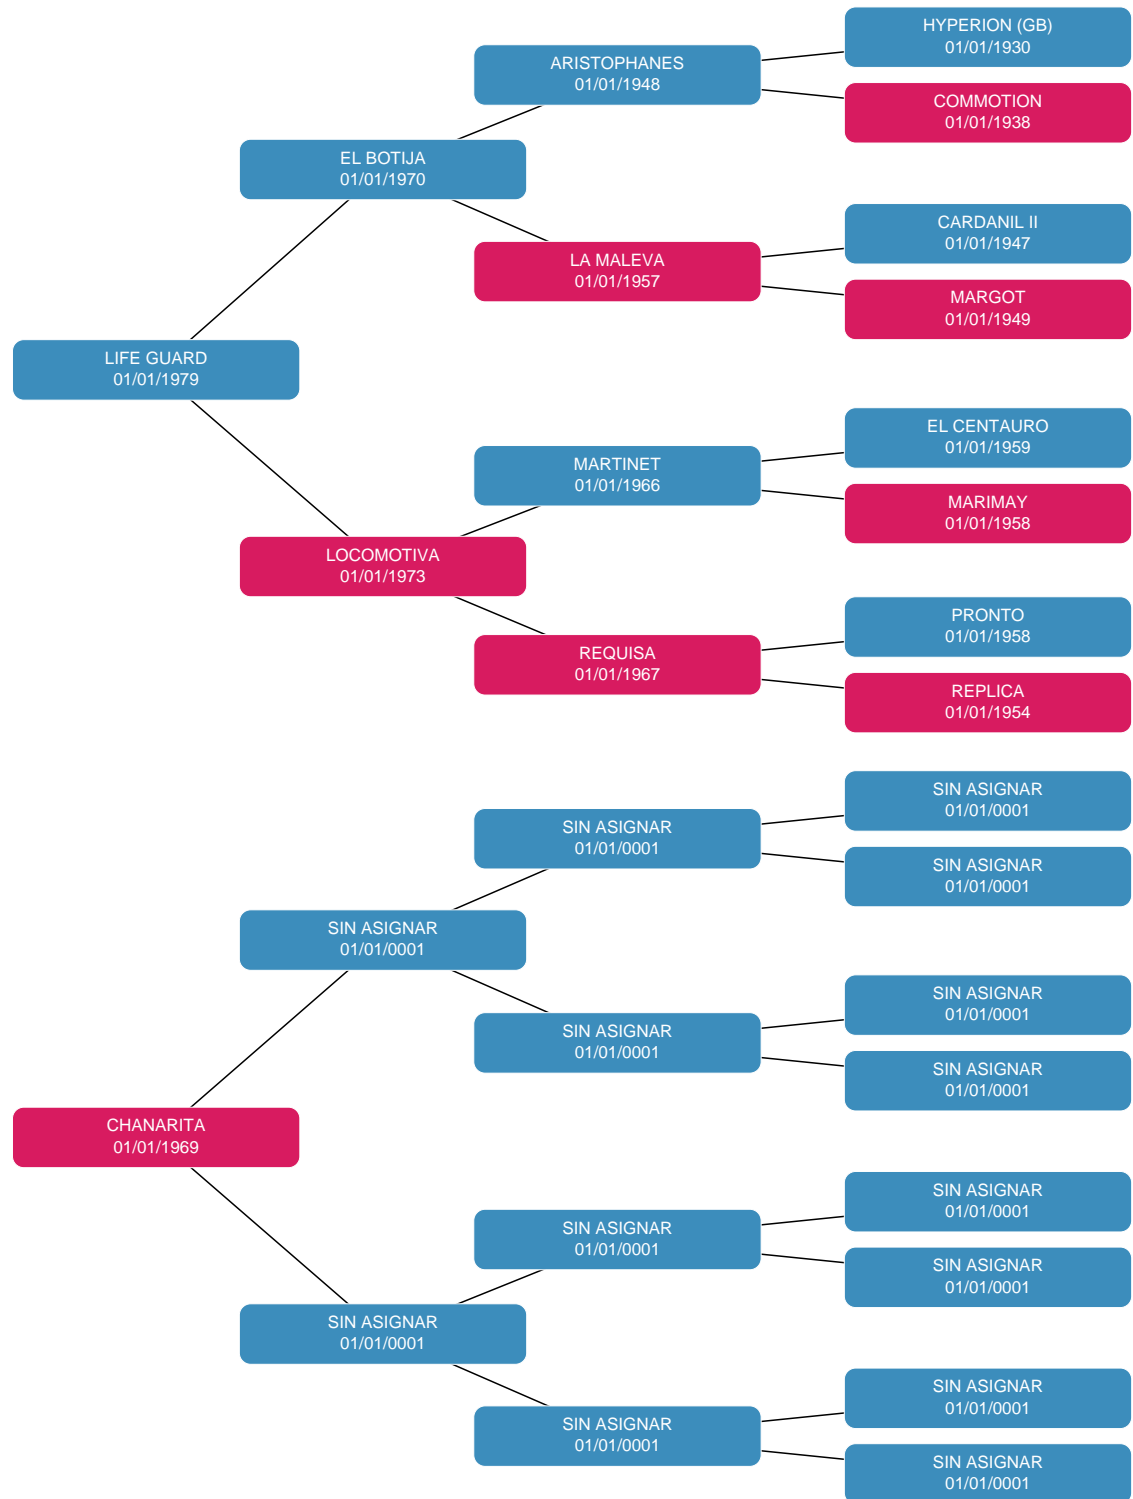 HYPERION (GB)
01/01/1930
ARISTOPHANES
01/01/1948
COMMOTION
01/01/1938
EL BOTIJA
01/01/1970
CARDANIL II
01/01/1947
LA MALEVA
01/01/1957
MARGOT
01/01/1949
LIFE GUARD
01/01/1979
EL CENTAURO
01/01/1959
MARTINET
01/01/1966
MARIMAY
01/01/1958
LOCOMOTIVA
01/01/1973
PRONTO
01/01/1958
REQUISA
01/01/1967
REPLICA
01/01/1954
SIN ASIGNAR
01/01/0001
SIN ASIGNAR
01/01/0001
SIN ASIGNAR
01/01/0001
SIN ASIGNAR
01/01/0001
SIN ASIGNAR
01/01/0001
SIN ASIGNAR
01/01/0001
SIN ASIGNAR
01/01/0001
CHANARITA
01/01/1969
SIN ASIGNAR
01/01/0001
SIN ASIGNAR
01/01/0001
SIN ASIGNAR
01/01/0001
SIN ASIGNAR
01/01/0001
SIN ASIGNAR
01/01/0001
SIN ASIGNAR
01/01/0001
SIN ASIGNAR
01/01/0001